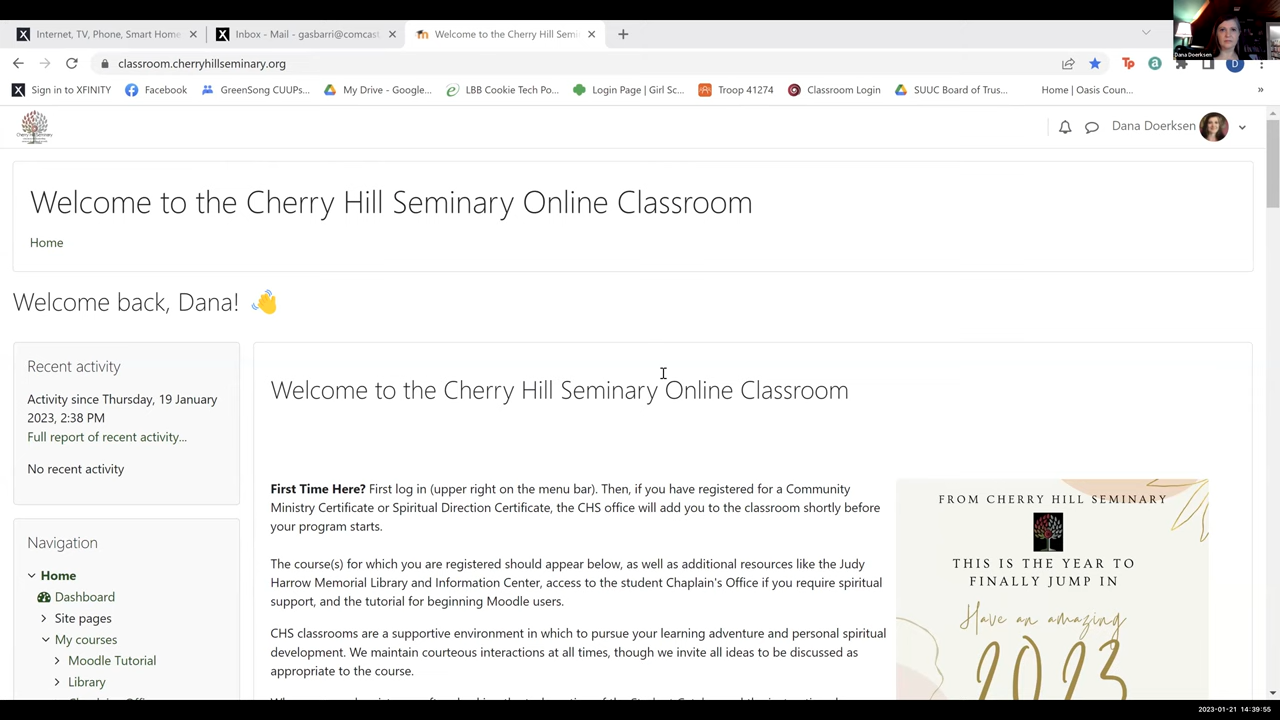 Internet, TV, Phone, Smart Home
Inbox - Mail - gasbarri@comcast
Welcome to the Cherry Hill Semi
classroom.cherryhillseminary.org
Sign in to XFINITY
Facebook
GreenSong CUUPs...
My Drive - Google...
LBB Cookie Tech Po...
Login Page | Girl Sc...
Troop 41274
Classroom Login
SUUC Board of Trus...
Home | Oasis Coun...
»
Dana Doerksen
Dana Doerksen
Welcome to the Cherry Hill Seminary Online Classroom
Home
Welcome back, Dana!
Recent activity
Activity since Thursday, 19 January
2023, 2:38 PM
Full report of recent activity...
No recent activity
Navigation
Home
Dashboard
Site pages
My courses
Moodle Tutorial
Library
Welcome to the Cherry Hill Seminary Online Classroom
First Time Here? First log in (upper right on the menu bar). Then, if you have registered for a Community
Ministry Certificate or Spiritual Direction Certificate, the CHS office will add you to the classroom shortly before
your program starts.
The course(s) for which you are registered should appear below, as well as additional resources like the Judy
Harrow Memorial Library and Information Center, access to the student Chaplain's Office if you require spiritual
support, and the tutorial for beginning Moodle users.
CHS classrooms are a supportive environment in which to pursue your learning adventure and personal spiritual
development. We maintain courteous interactions at all times, though we invite all ideas to be discussed as
appropriate to the course.
FROM CHERRY HILL SEMINARY
THIS IS THE YEAR TO
FINALLY JUMP IN
Have an amazing
2023
2023-01-21 14:39:55